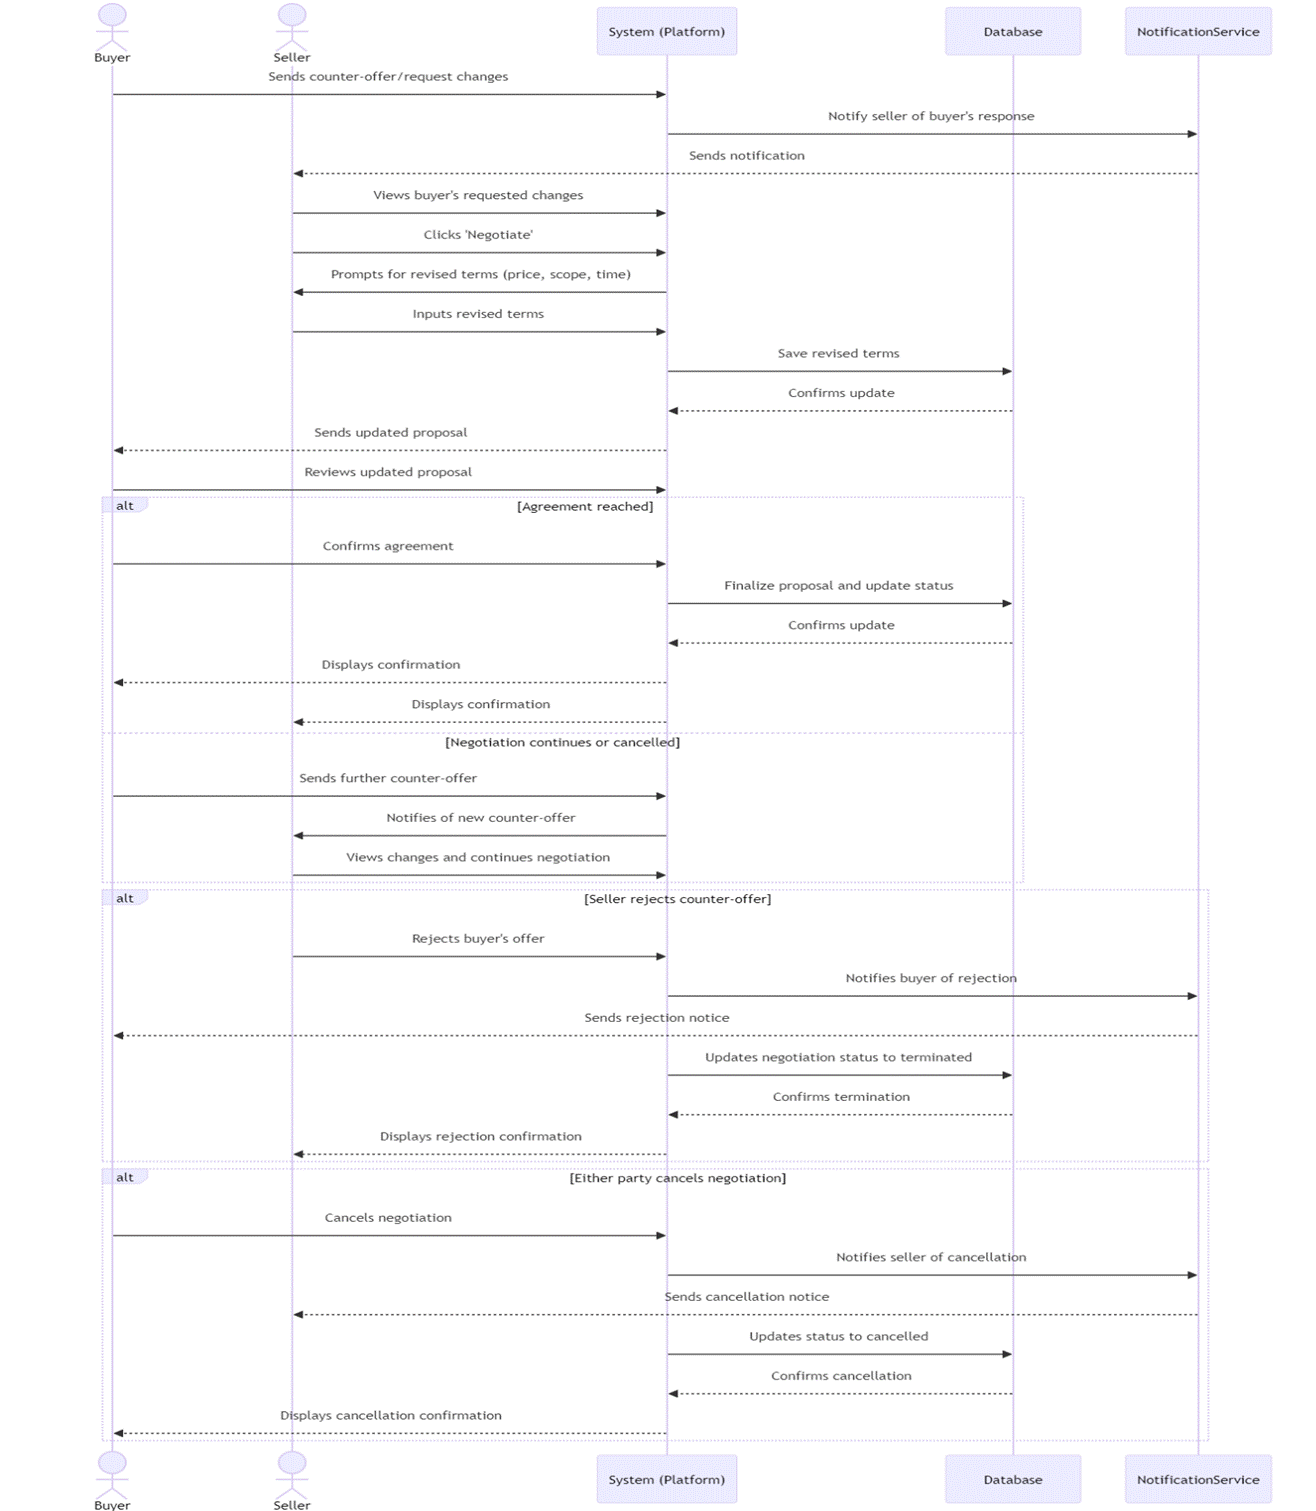 System (Platform)
Database
NotificationService
Buyer
Seller
Sends counter-offer/request changes
Notify seller of buyer's response
Sends notification
Views buyer's requested changes
Clicks 'Negotiate'
Prompts for revised terms (price, scope, time)
Inputs revised terms
Save revised terms
Confirms update
Sends updated proposal
Reviews updated proposal
alt
[Agreement reached]
Confirms agreement
Finalize proposal and update status
Confirms update
Displays confirmation
Displays confirmation
[Negotiation continues or cancelled]
Sends further counter-offer
Notifies of new counter-offer
Views changes and continues negotiation
alt
[Seller rejects counter-offer]
Rejects buyer's offer
Notifies buyer of rejection
Sends rejection notice
Updates negotiation status to terminated
Confirms termination
Displays rejection confirmation
alt
[Either party cancels negotiation]
Cancels negotiation
Notifies seller of cancellation
Sends cancellation notice
Updates status to cancelled
Confirms cancellation
Displays cancellation confirmation
System (Platform)
Database
NotificationService
Buyer
Seller